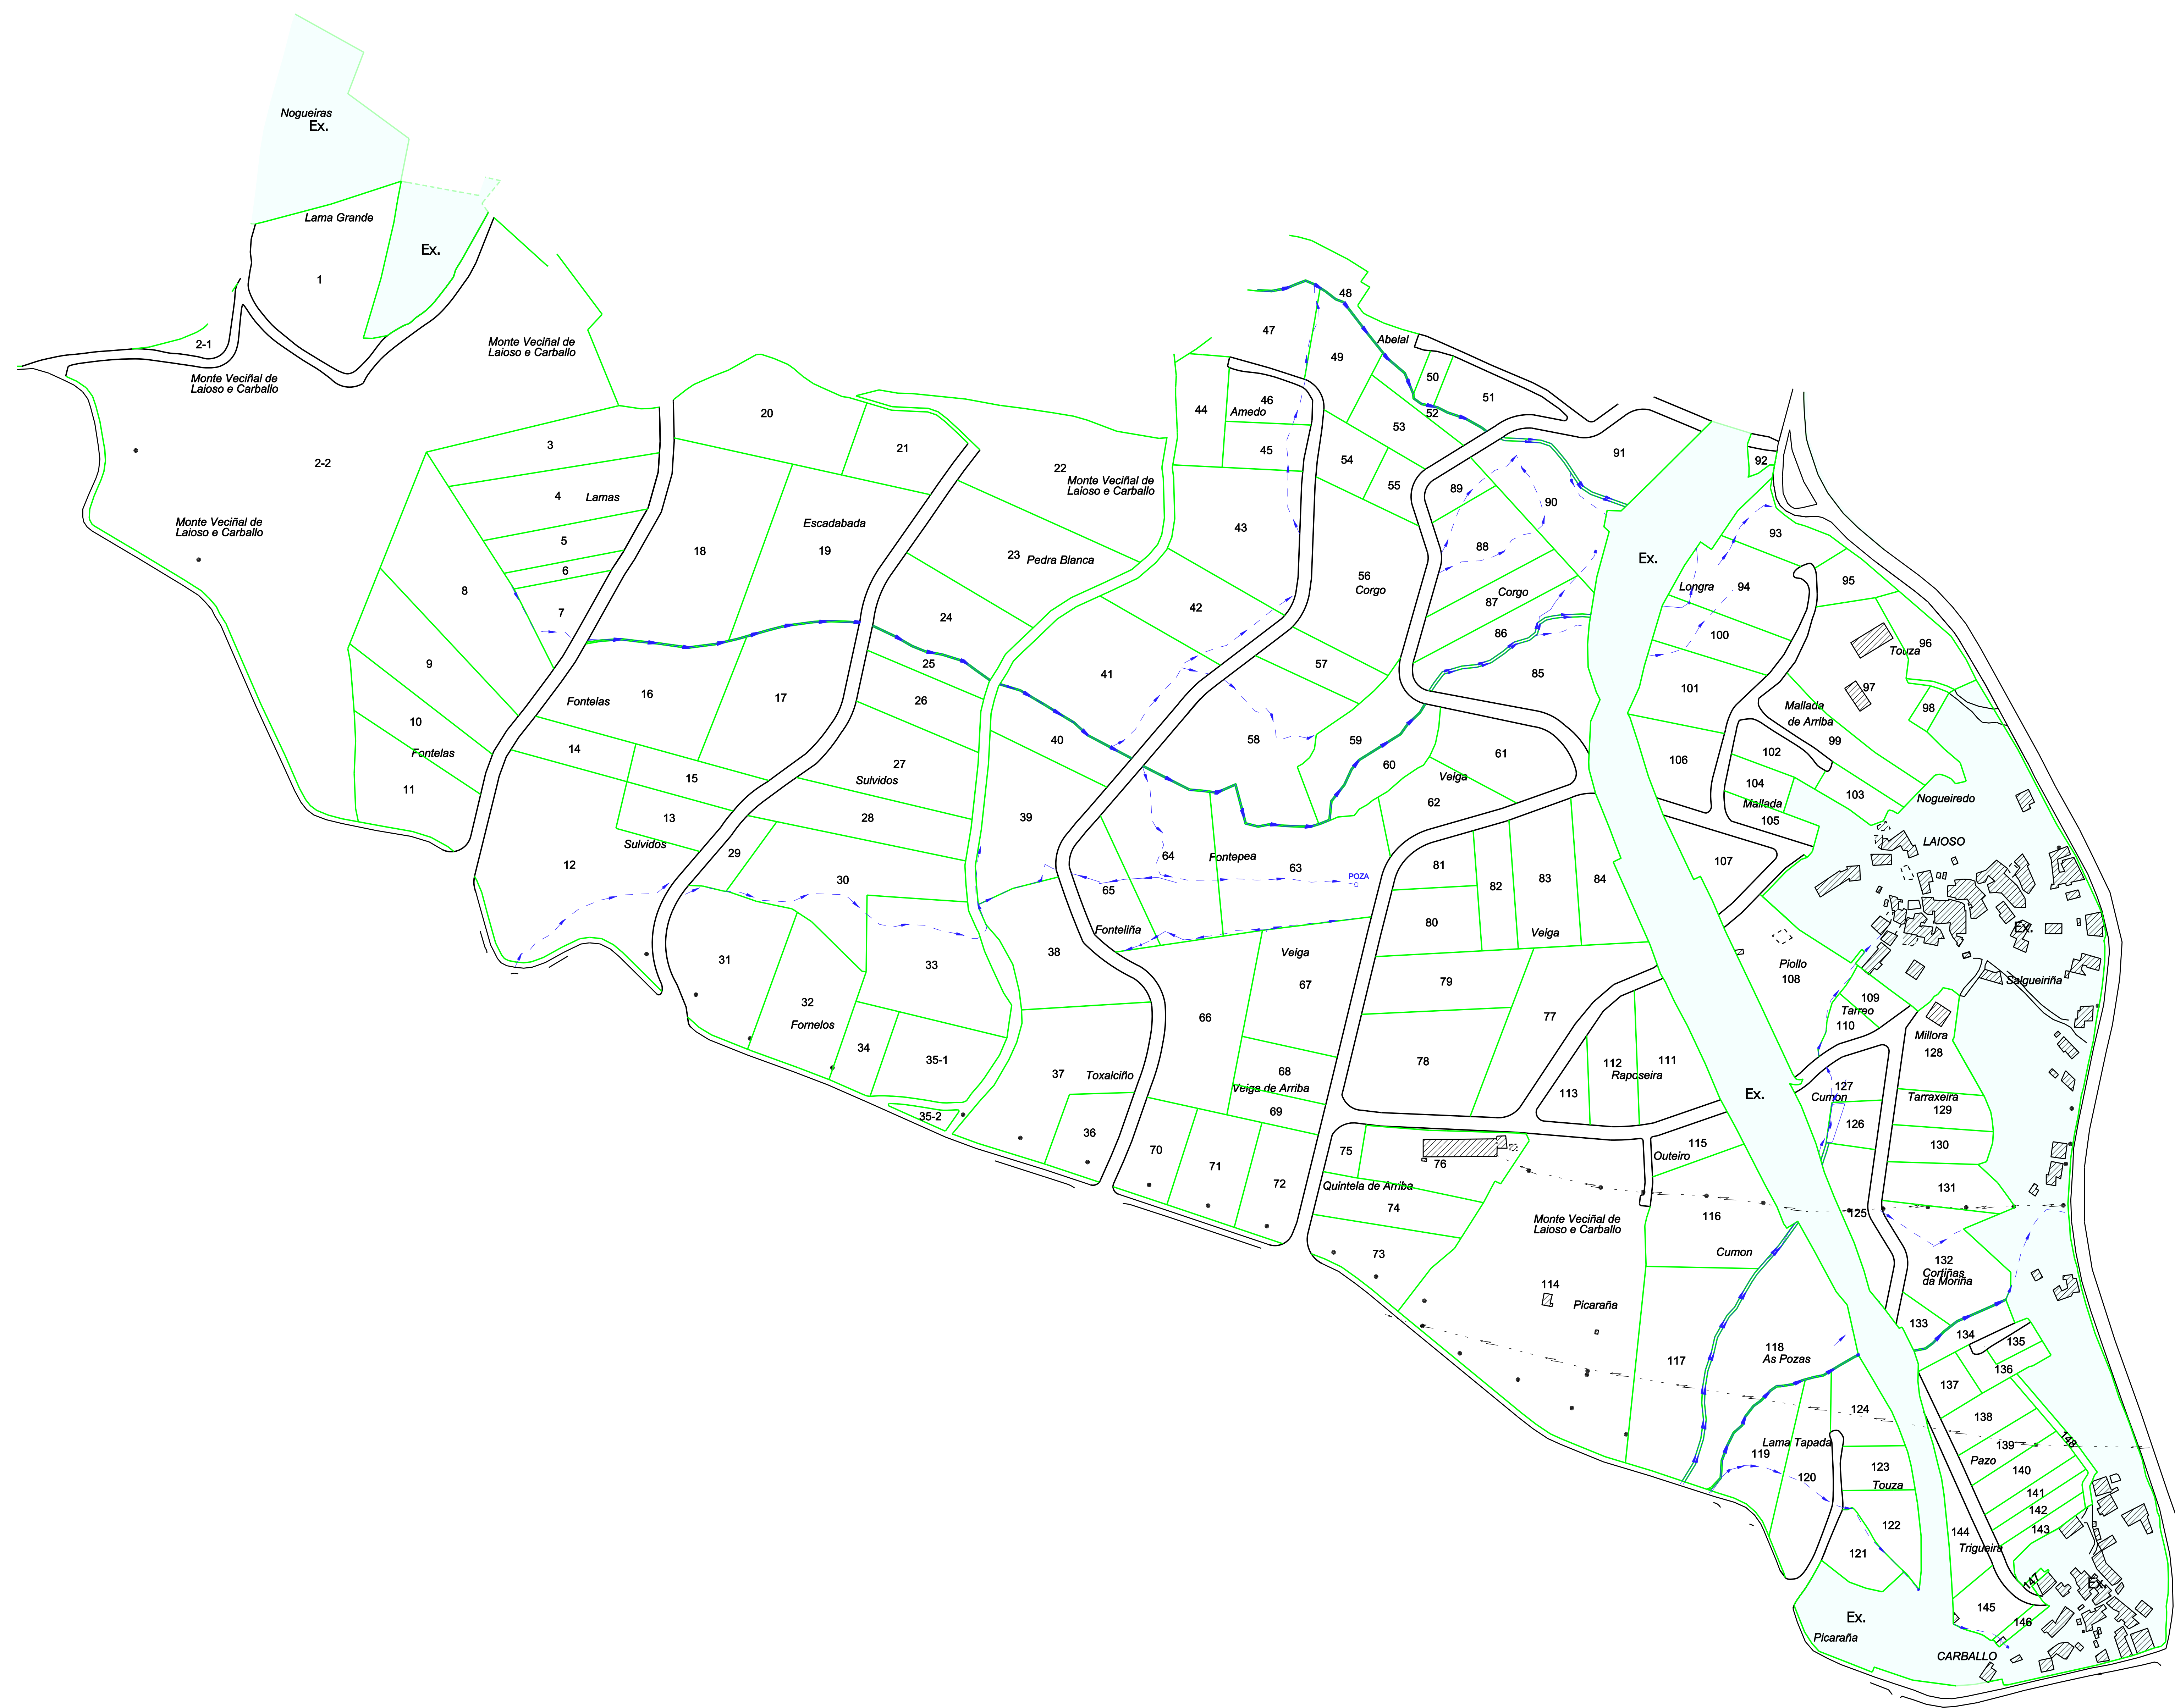 Nogueiras
Ex.
Lama Grande
Ex.
1
2-1
Monte Veciñal de
Laioso e Carballo
Monte Veciñal de
Laioso e Carballo
2-2
Monte Veciñal de
Laioso e Carballo
3
4
Lamas
5
6
7
8
9
10
Fontelas
11
20
21
18
Escadabada
19
Fontelas
16
17
14
15
13
Sulvidos
12
22
Monte Veciñal de
Laioso e Carballo
23
Pedra Blanca
24
25
26
27
Sulvidos
28
29
30
31
32
Fornelos
33
34
35-1
35-2
47
48
49
Abelal
50
51
52
53
44
46
Amedo
45
54
55
43
42
41
40
39
38
37
Toxalciño
36
56
Corgo
57
58
59
60
61
Veiga
62
64
Fontepea
63
POZA
65
Fonteliña
Veiga
67
66
68
Veiga de Arriba
69
70
71
72
91
92
89
90
88
Corgo
87
86
85
Ex.
81
82
83
84
80
Veiga
79
78
77
113
112
Raposeira
111
Ex.
75
76
Quintela de Arriba
74
73
115
Outeiro
Monte Veciñal de
Laioso e Carballo
116
Cumon
114
Picaraña
117
118
As Pozas
93
Longra
94
95
96
Touza
97
98
100
101
Mallada
de Arriba
99
102
106
104
Mallada
105
103
Nogueiredo
107
LAIOSO
Ex.
Salgueiriña
Piollo
108
109
Tarreo
110
Millora
128
127
Cumon
126
Tarraxeira
129
130
131
125
132
Cortiñas
da Moriña
133
134
135
136
137
138
139
Pazo
140
141
142
143
148
124
Lama Tapada
119
120
123
Touza
122
121
144
Trigueira
147
Ex.
145
146
Ex.
Picaraña
CARBALLO